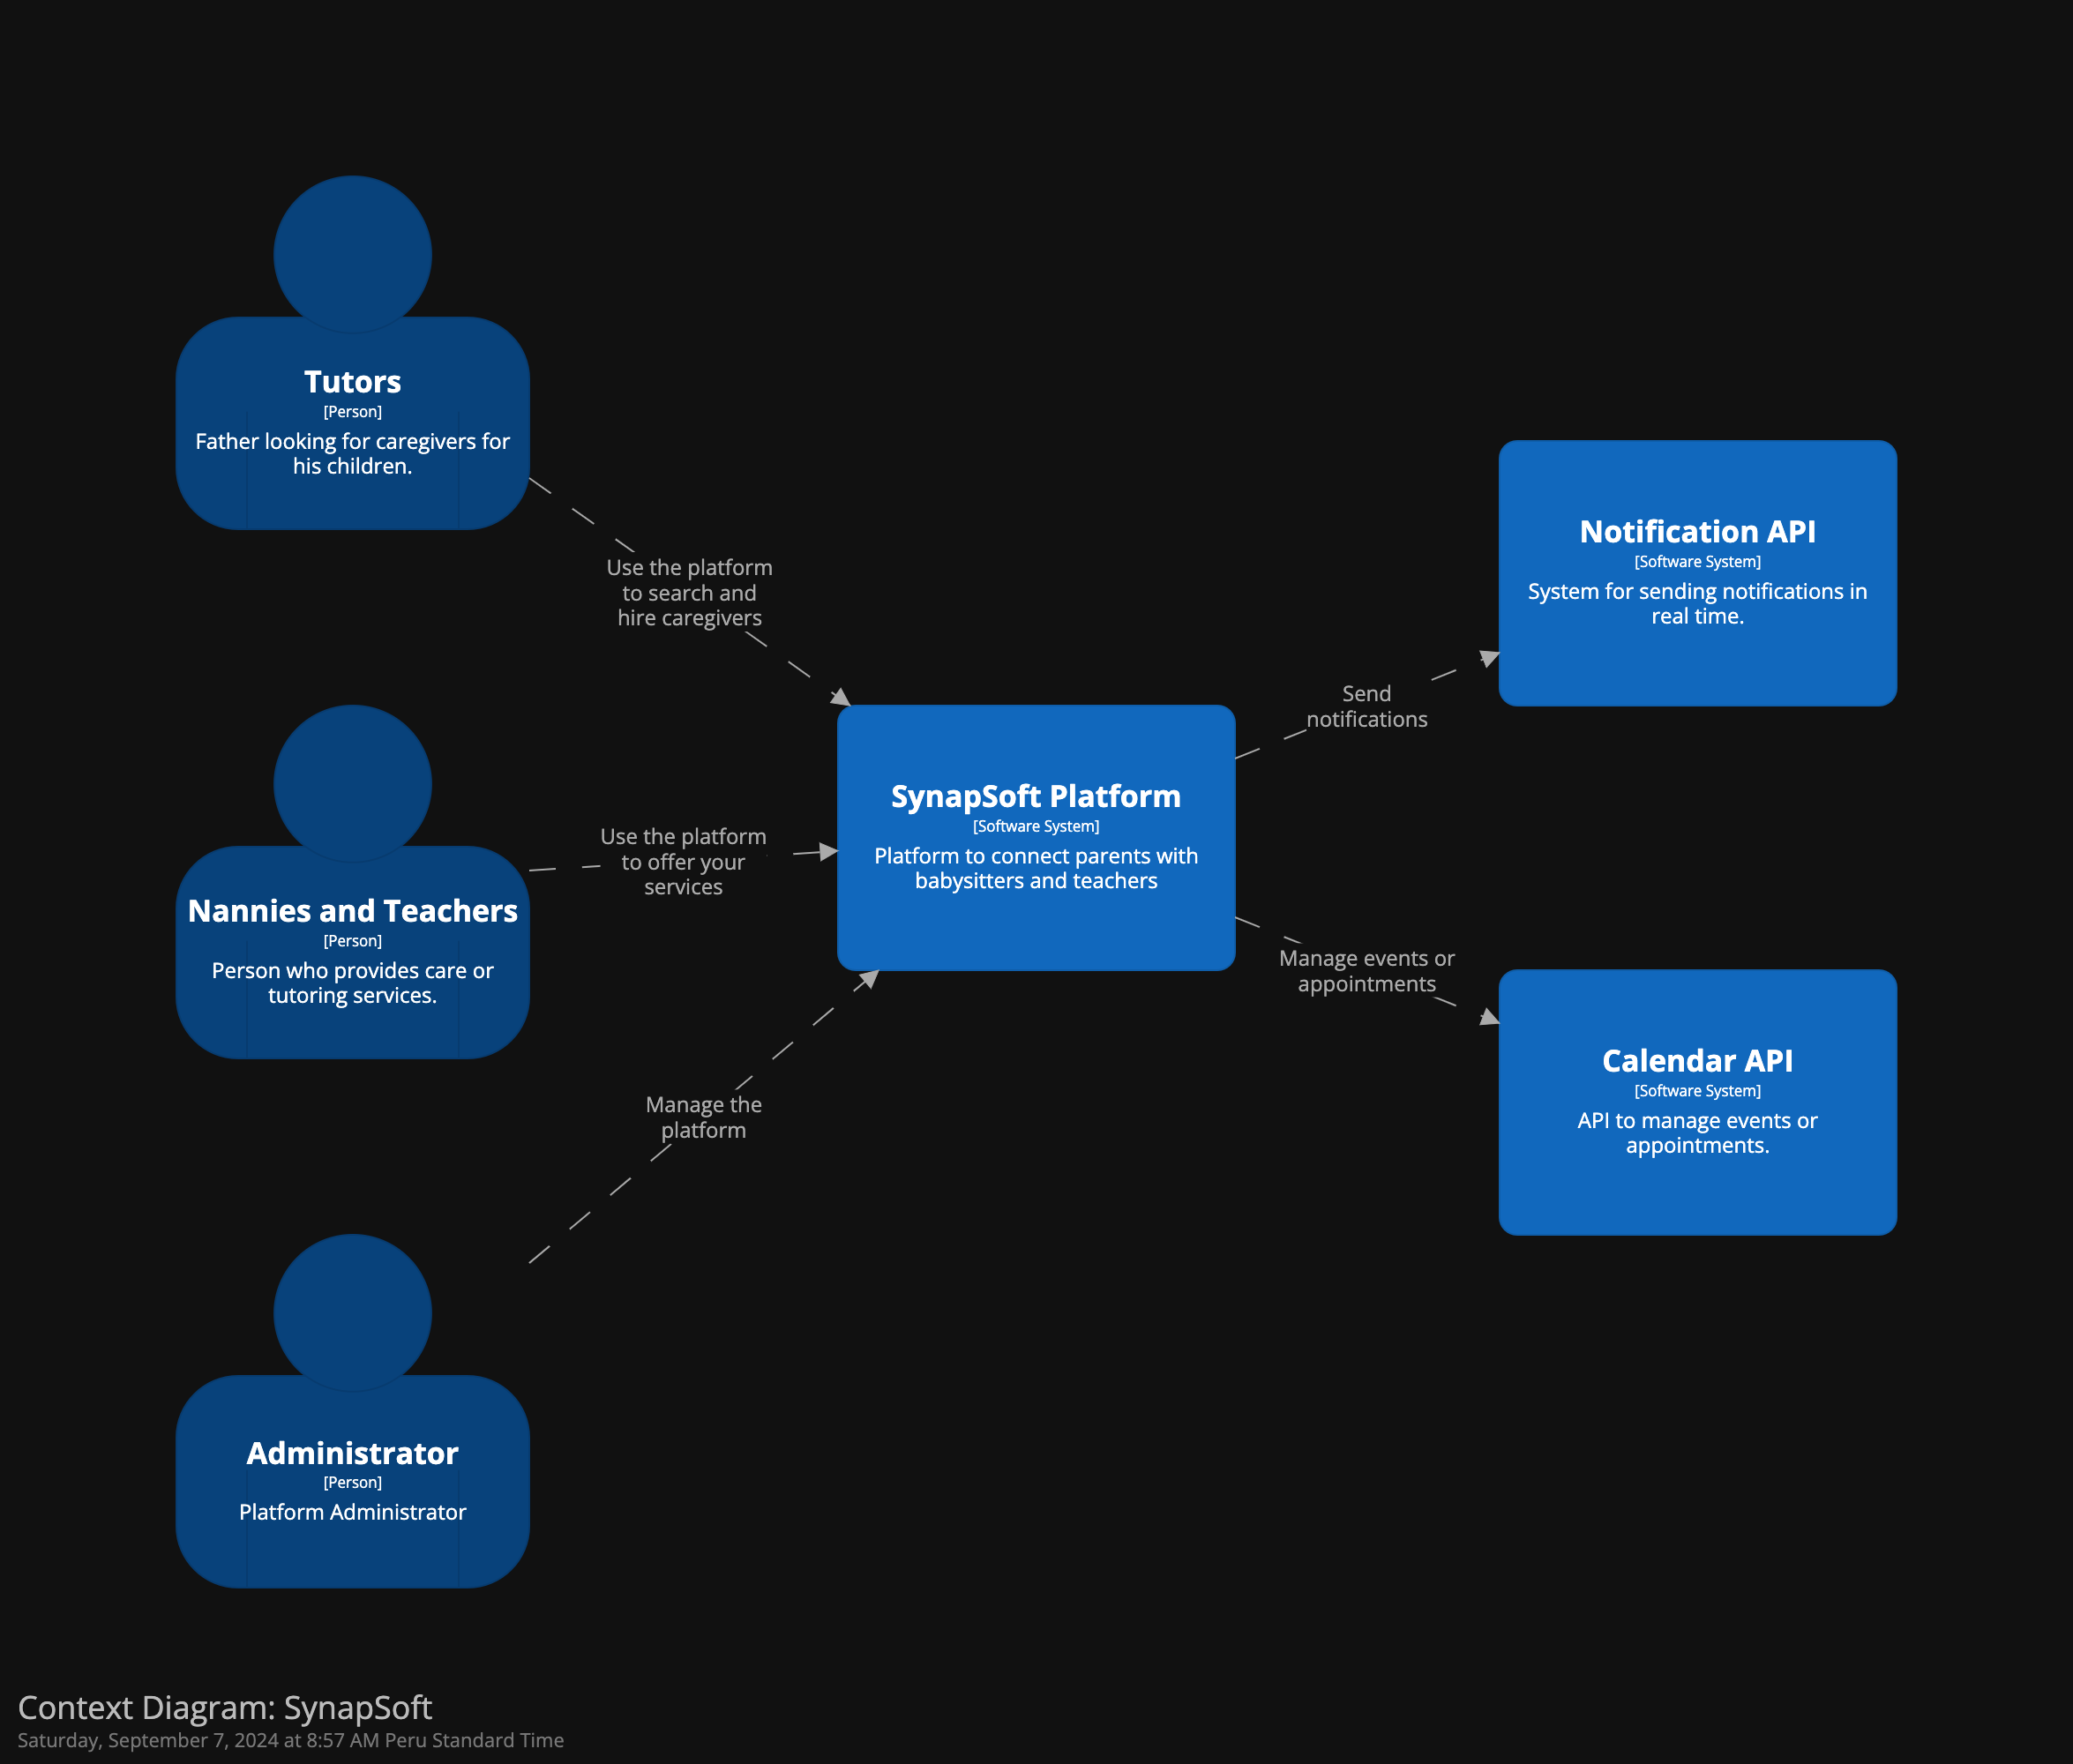 Tutors
[Person]
Father looking for caregivers for
his children.
Use the platform
to search and
hire caregivers
Nannies and Teachers
[Person]
Person who provides care or
tutoring services.
Use the platform
to offer your
services
Administrator
[Person]
Platform Administrator
Manage the
platform
SynapSoft Platform
[Software System]
Platform to connect parents with
babysitters and teachers
Send
notifications
Notification API
[Software System]
System for sending notifications in
real time.
Manage events or
appointments
Calendar API
[Software System]
API to manage events or
appointments.
Context Diagram: SynapSoft
Saturday, September 7, 2024 at 8:57 AM Peru Standard Time